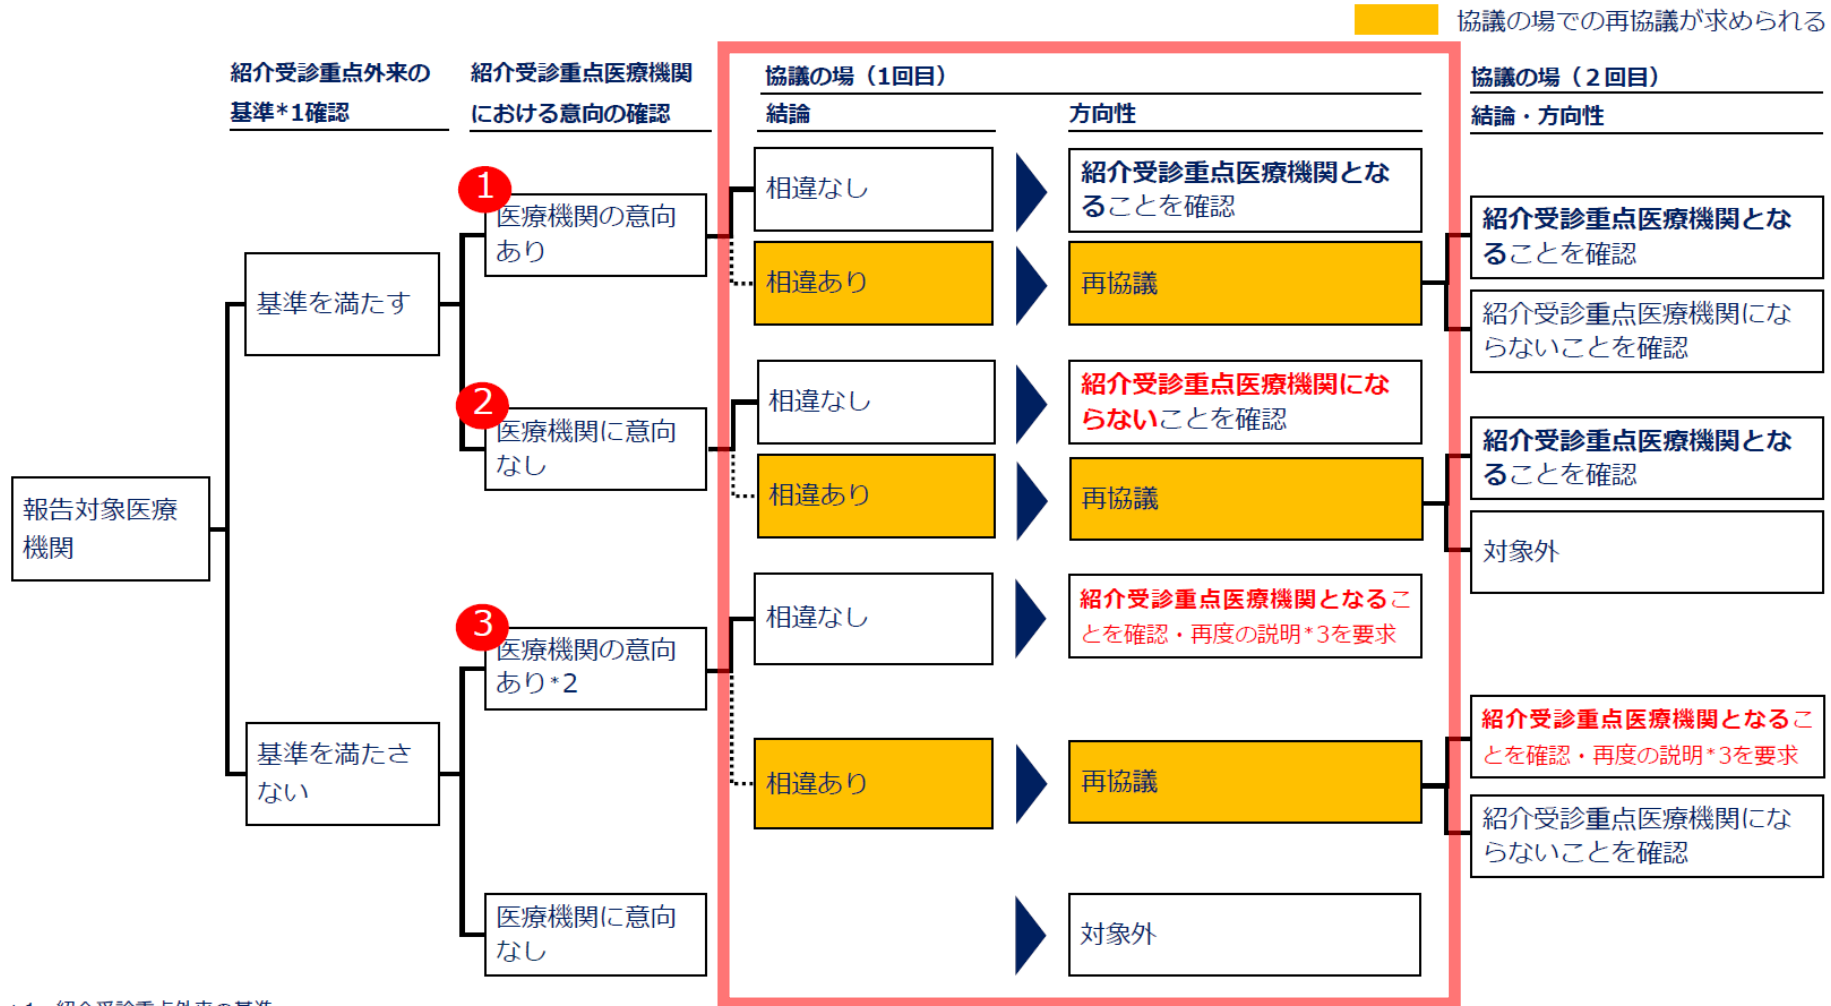 協議の場での再協議が求められる
紹介受診重点外来の
基準*1確認
紹介受診重点医療機関
における意向の確認
協議の場（1回目）
結論
方向性
協議の場（２回目）
結論・方向性
報告対象医療
機関
基準を満たす
基準を満たさ
ない
1
医療機関の意向
あり
2
医療機関に意向
なし
3
医療機関の意向
あり*2
医療機関に意向
なし
相違なし
紹介受診重点医療機関とな
ることを確認
相違あり
再協議
紹介受診重点医療機関とな
ることを確認
紹介受診重点医療機関にな
らないことを確認
相違なし
紹介受診重点医療機関にな
らないことを確認
相違あり
再協議
紹介受診重点医療機関とな
ることを確認
対象外
相違なし
紹介受診重点医療機関となるこ
とを確認・再度の説明*3を要求
相違あり
再協議
紹介受診重点医療機関となるこ
とを確認・再度の説明*3を要求
紹介受診重点医療機関にな
らないことを確認
対象外
*1 紹介受診重点外来の基準